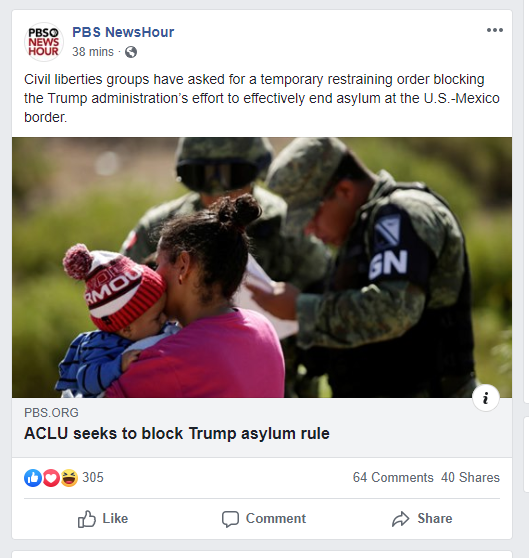 PBS
NEWS
HOUR
PBS NewsHour
38 mins ·
Civil liberties groups have asked for a temporary restraining order blocking
the Trump administration's effort to effectively end asylum at the U.S.-Mexico
border.
GN
RMOU
i
PBS.ORG
ACLU seeks to block Trump asylum rule
305 64 Comments 40 Shares
Like Comment Share